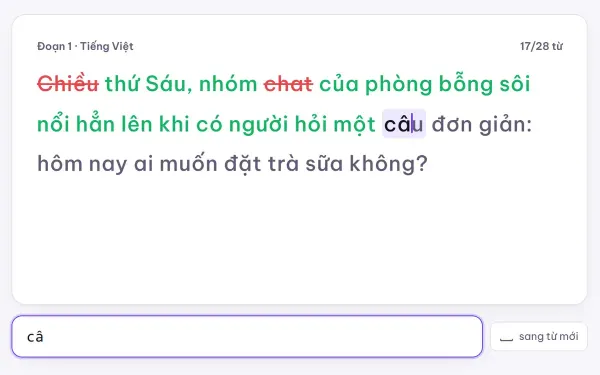 Đoạn 1 · Tiếng Việt
17/28 từ
Chiều thứ Sáu, nhóm chat của phòng bỗng sôi
nổi hẳn lên khi có người hỏi một câu đơn giản:
hôm nay ai muốn đặt trà sữa không?
câ
sang từ mới